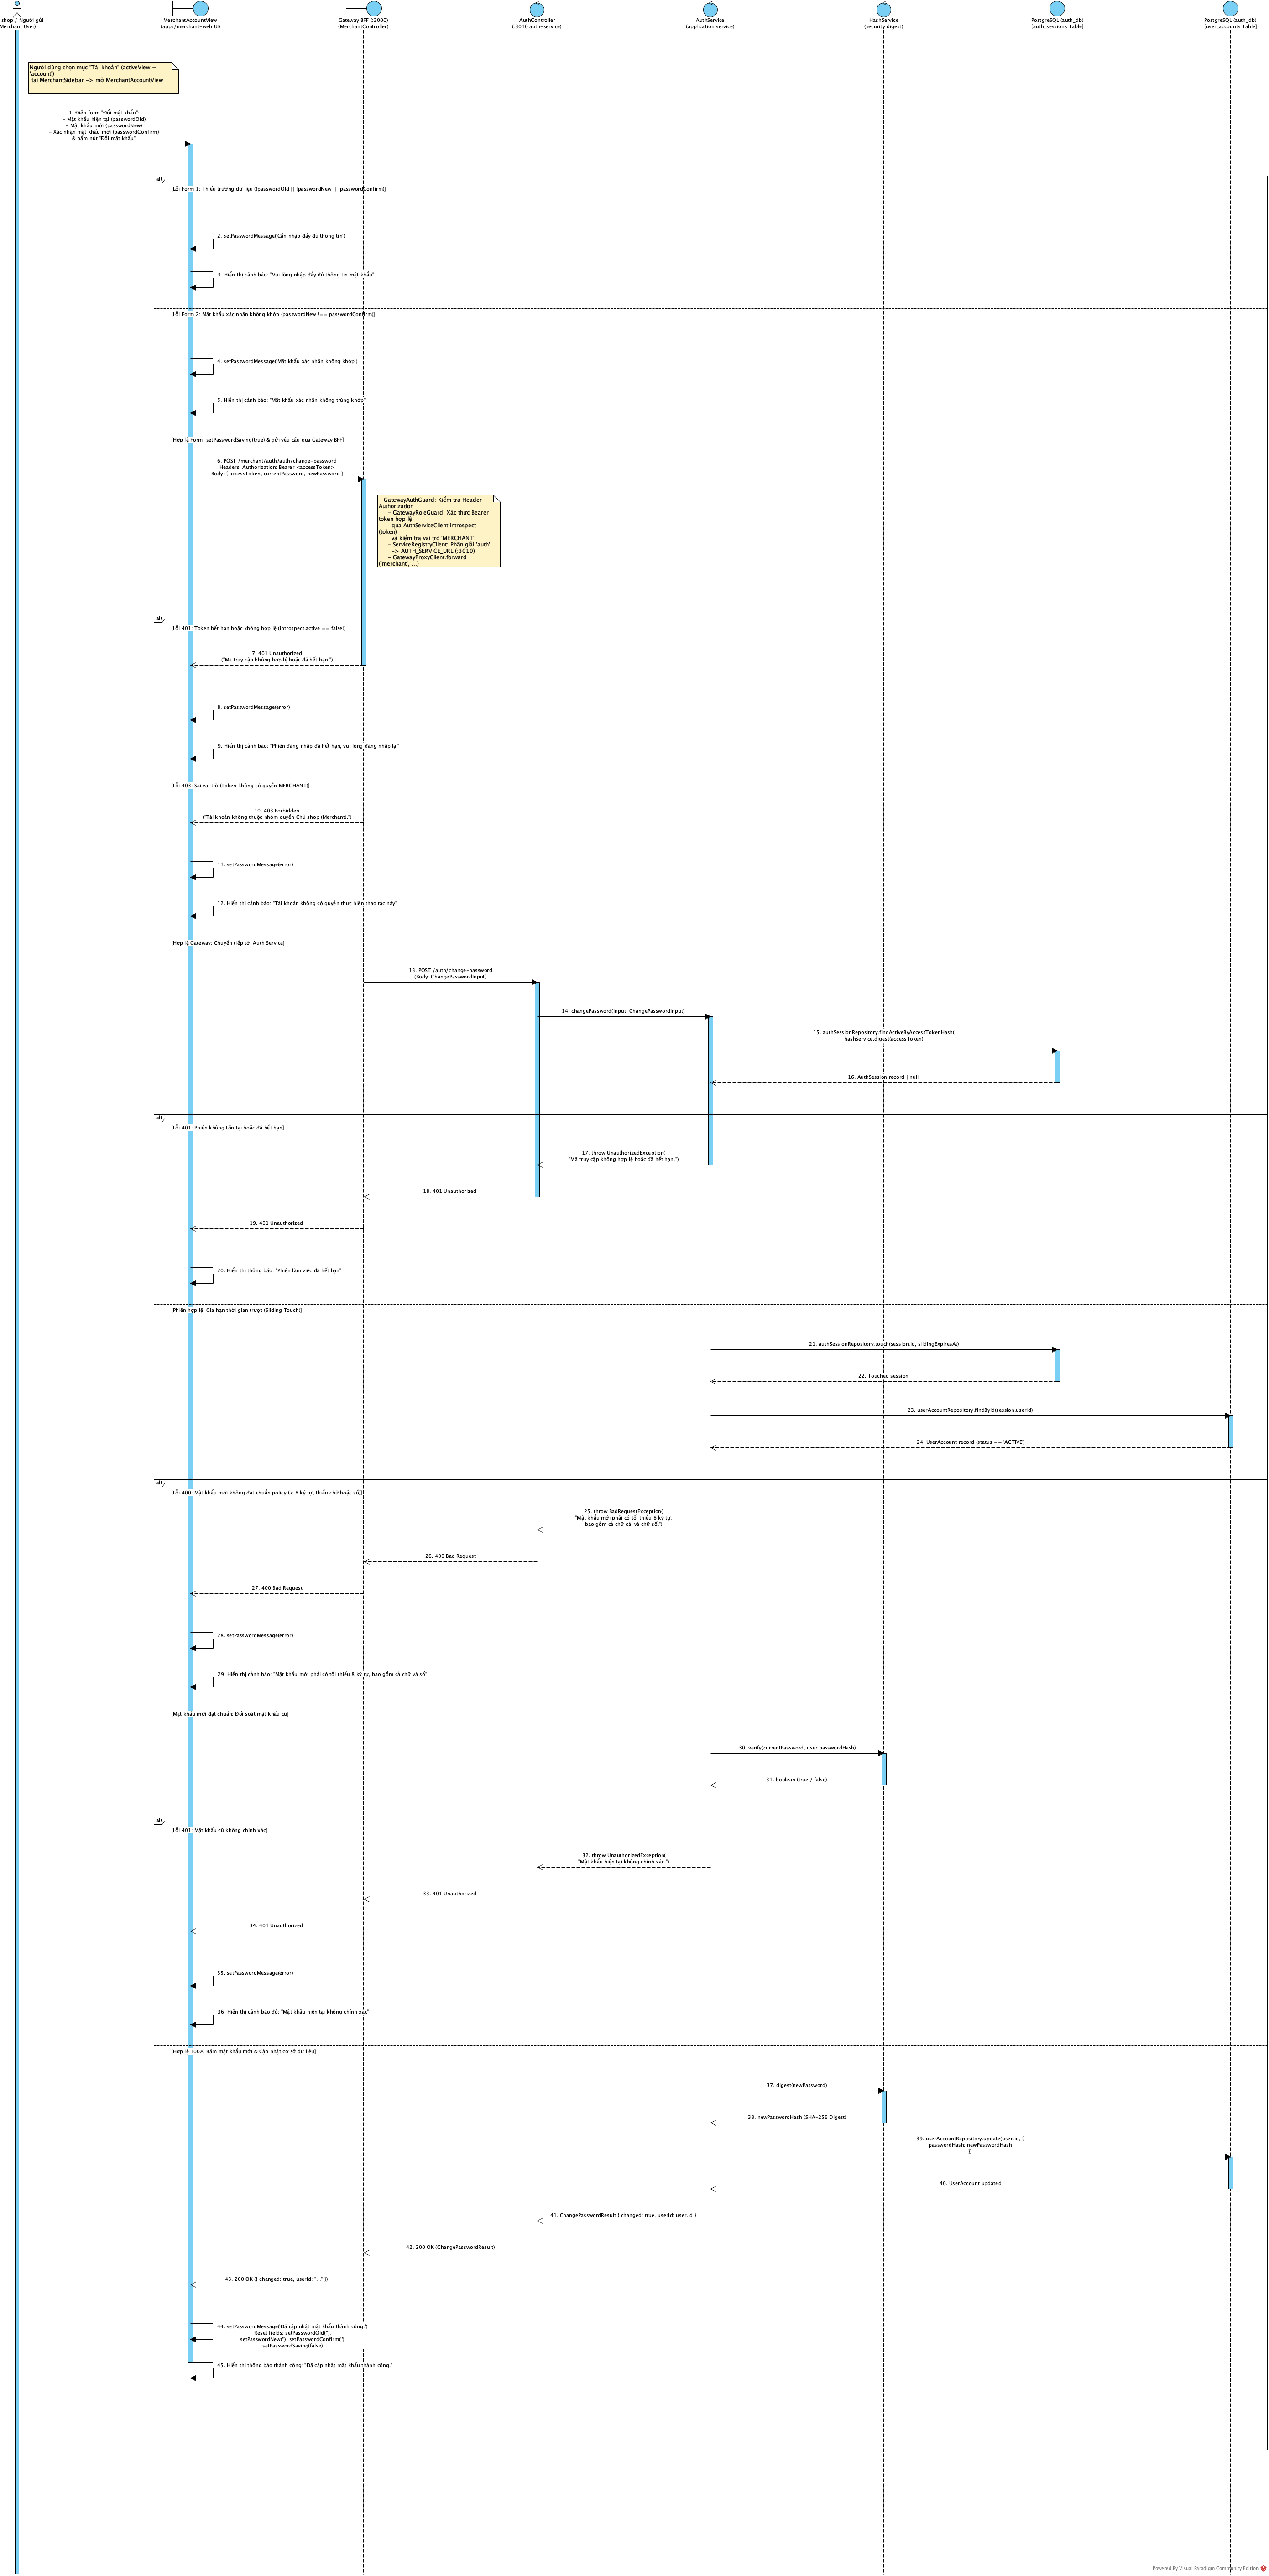 shop / Người gửi
Merchant User)
MerchantAccountView
(apps/merchant-web UI)
Gateway BFF (:3000)
(MerchantController)
AuthController
(:3010 auth-service)
AuthService
(application service)
HashService
(security digest)
PostgreSQL (auth_db)
[auth_sessions Table]
PostgreSQL (auth_db)
[user_accounts Table]
Người dùng chọn mục "Tài khoản" (activeView =
'account')
tại MerchantSidebar -> mở MerchantAccountView
1. Điền form "Đổi mật khẩu":
- Mật khẩu hiện tại (passwordOld)
- Mật khẩu mới (passwordNew)
- Xác nhận mật khẩu mới (passwordConfirm)
& bấm nút "Đổi mật khẩu"
alt
[Lỗi Form 1: Thiếu trường dữ liệu (!passwordOld || !passwordNew || !passwordConfirm)]
2. setPasswordMessage('Cần nhập đầy đủ thông tin')
3. Hiển thị cảnh báo: "Vui lòng nhập đầy đủ thông tin mật khẩu"
[Lỗi Form 2: Mật khẩu xác nhận không khớp (passwordNew !== passwordConfirm)]
4. setPasswordMessage('Mật khẩu xác nhận không khớp')
5. Hiển thị cảnh báo: "Mật khẩu xác nhận không trùng khớp"
[Hợp lệ Form: setPasswordSaving(true) & gửi yêu cầu qua Gateway BFF]
6. POST /merchant/auth/auth/change-password
Headers: Authorization: Bearer <accessToken>
Body: { accessToken, currentPassword, newPassword }
- GatewayAuthGuard: Kiểm tra Header
Authorization
- GatewayRoleGuard: Xác thực Bearer
token hợp lệ
qua AuthServiceClient.introspect
(token)
và kiểm tra vai trò 'MERCHANT'
- ServiceRegistryClient: Phân giải 'auth'
-> AUTH_SERVICE_URL (:3010)
- GatewayProxyClient.forward
('merchant', ...)
alt
[Lỗi 401: Token hết hạn hoặc không hợp lệ (introspect.active == false)]
7. 401 Unauthorized
("Mã truy cập không hợp lệ hoặc đã hết hạn.")
8. setPasswordMessage(error)
9. Hiển thị cảnh báo: "Phiên đăng nhập đã hết hạn, vui lòng đăng nhập lại"
[Lỗi 403: Sai vai trò (Token không có quyền MERCHANT)]
10. 403 Forbidden
("Tài khoản không thuộc nhóm quyền Chủ shop (Merchant).")
11. setPasswordMessage(error)
12. Hiển thị cảnh báo: "Tài khoản không có quyền thực hiện thao tác này"
[Hợp lệ Gateway: Chuyển tiếp tới Auth Service]
13. POST /auth/change-password
(Body: ChangePasswordInput)
14. changePassword(input: ChangePasswordInput)
15. authSessionRepository.findActiveByAccessTokenHash(
hashService.digest(accessToken)
16. AuthSession record | null
alt
[Lỗi 401: Phiên không tồn tại hoặc đã hết hạn]
17. throw UnauthorizedException(
"Mã truy cập không hợp lệ hoặc đã hết hạn.")
18. 401 Unauthorized
19. 401 Unauthorized
20. Hiển thị thông báo: "Phiên làm việc đã hết hạn"
[Phiên hợp lệ: Gia hạn thời gian trượt (Sliding Touch)]
21. authSessionRepository.touch(session.id, slidingExpiresAt)
22. Touched session
23. userAccountRepository.findById(session.userId)
24. UserAccount record (status == 'ACTIVE')
alt
[Lỗi 400: Mật khẩu mới không đạt chuẩn policy (< 8 ký tự, thiếu chữ hoặc số)]
25. throw BadRequestException(
"Mật khẩu mới phải có tối thiểu 8 ký tự,
bao gồm cả chữ cái và chữ số.")
26. 400 Bad Request
27. 400 Bad Request
28. setPasswordMessage(error)
29. Hiển thị cảnh báo: "Mật khẩu mới phải có tối thiểu 8 ký tự, bao gồm cả chữ và số"
[Mật khẩu mới đạt chuẩn: Đối soát mật khẩu cũ]
30. verify(currentPassword, user.passwordHash)
31. boolean (true / false)
alt
[Lỗi 401: Mật khẩu cũ không chính xác]
32. throw UnauthorizedException(
"Mật khẩu hiện tại không chính xác.")
33. 401 Unauthorized
34. 401 Unauthorized
35. setPasswordMessage(error)
36. Hiển thị cảnh báo đỏ: "Mật khẩu hiện tại không chính xác"
[Hợp lệ 100%: Băm mật khẩu mới & Cập nhật cơ sở dữ liệu]
37. digest(newPassword)
38. newPasswordHash (SHA-256 Digest)
39. userAccountRepository.update(user.id, {
passwordHash: newPasswordHash
})
40. UserAccount updated
41. ChangePasswordResult { changed: true, userId: user.id }
42. 200 OK (ChangePasswordResult)
43. 200 OK ({ changed: true, userId: "..." })
44. setPasswordMessage('Đã cập nhật mật khẩu thành công.')
Reset fields: setPasswordOld(''),
setPasswordNew(''), setPasswordConfirm('')
setPasswordSaving(false)
45. Hiển thị thông báo thành công: "Đã cập nhật mật khẩu thành công."
Powered By Visual Paradigm Community Edition